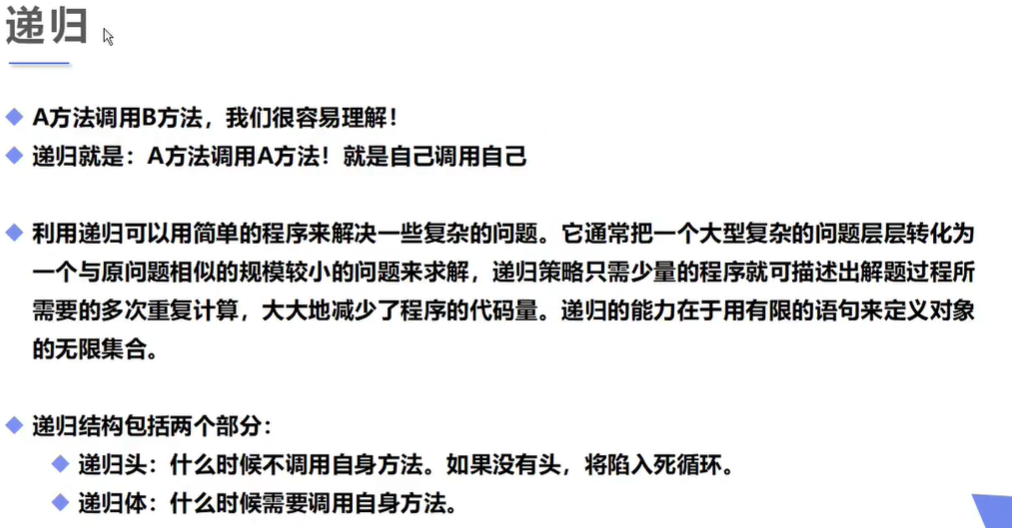 递归
A方法调用B方法，我们很容易理解！
递归就是：A方法调用A方法！就是自己调用自己
利用递归可以用简单的程序来解决一些复杂的问题。它通常把一个大型复杂的问题层层转化为
一个与原问题相似的规模较小的问题来求解，递归策略只需少量的程序就可描述出解题过程所
需要的多次重复计算，大大地减少了程序的代码量。递归的能力在于用有限的语句来定义对象
的无限集合。
递归结构包括两个部分：
递归头：什么时候不调用自身方法。如果没有头，将陷入死循环。
递归体：什么时候需要调用自身方法。